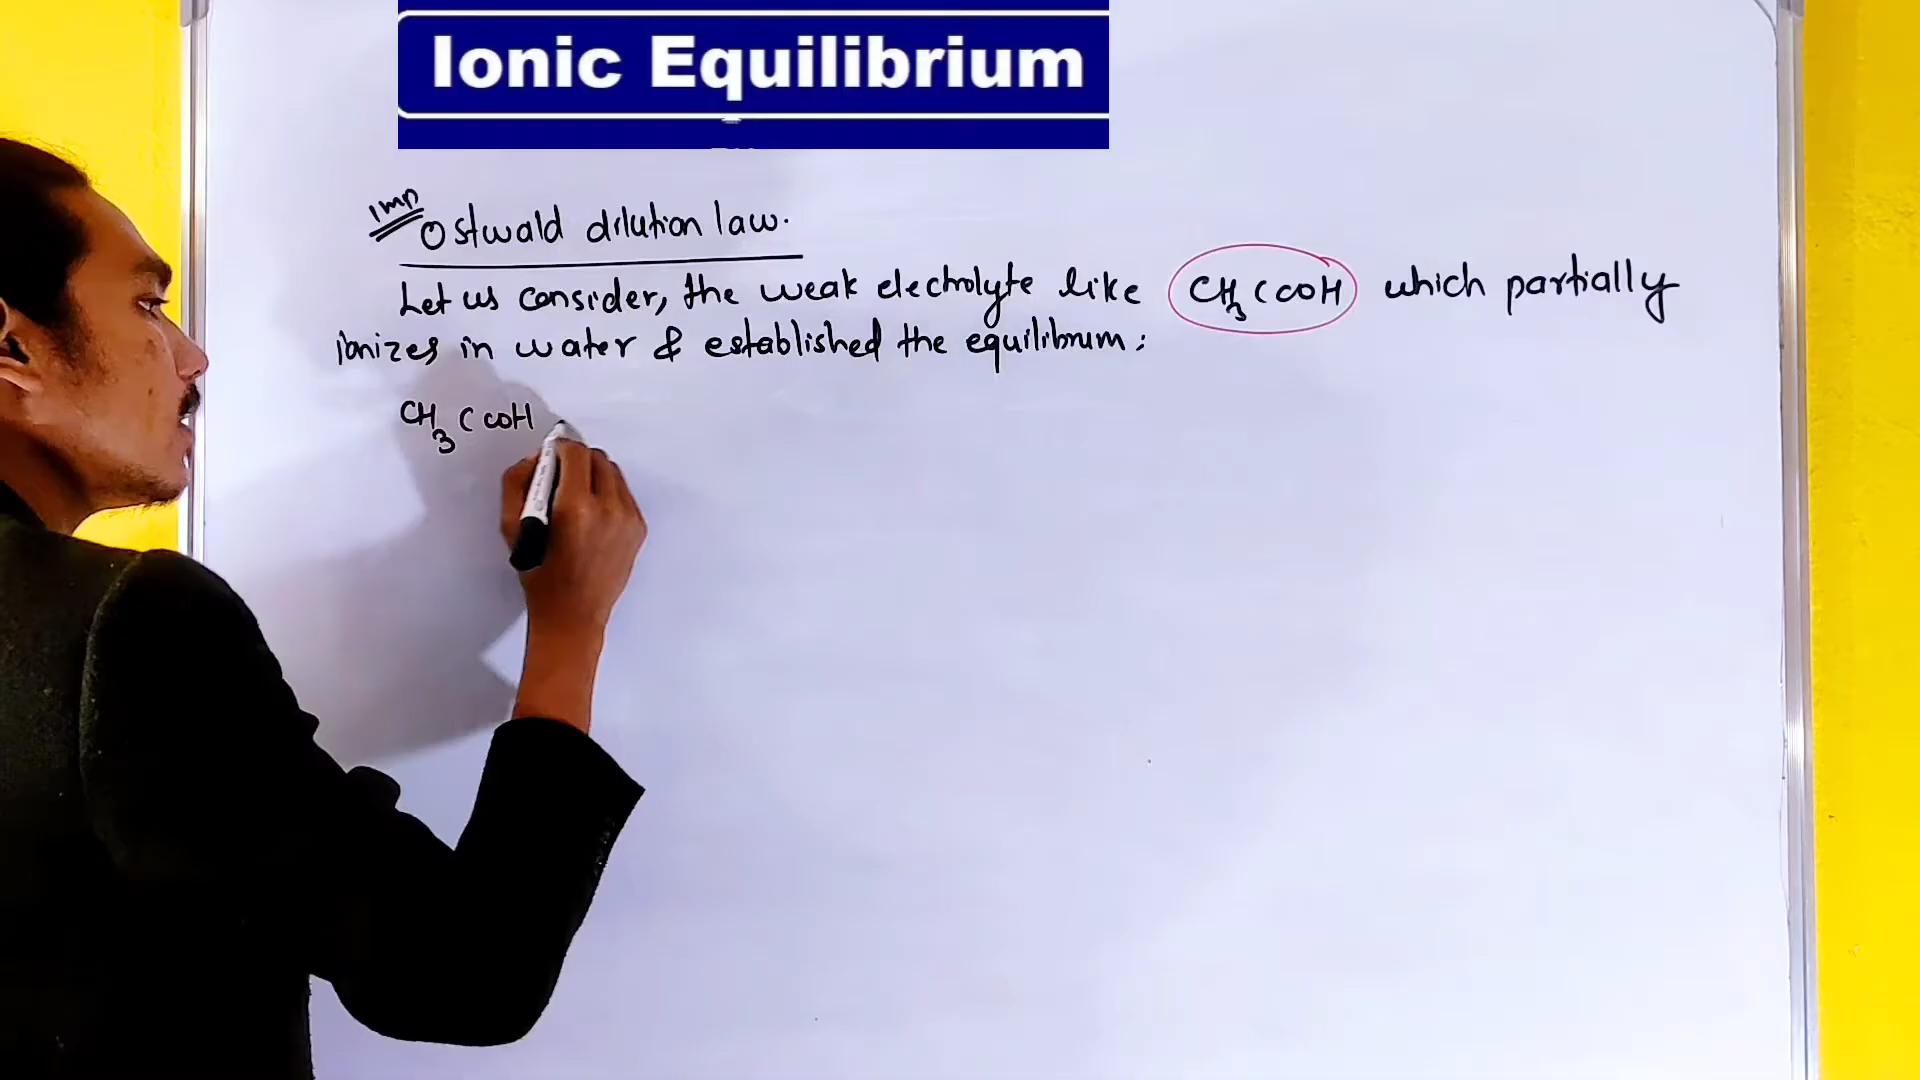 Ionic Equilibrium
Imp
Ostwald dilution law.
Let us consider, the weak electrolyte like CH3COOH which partially
ionizes in water & established the equilibrium:
CH3COOH